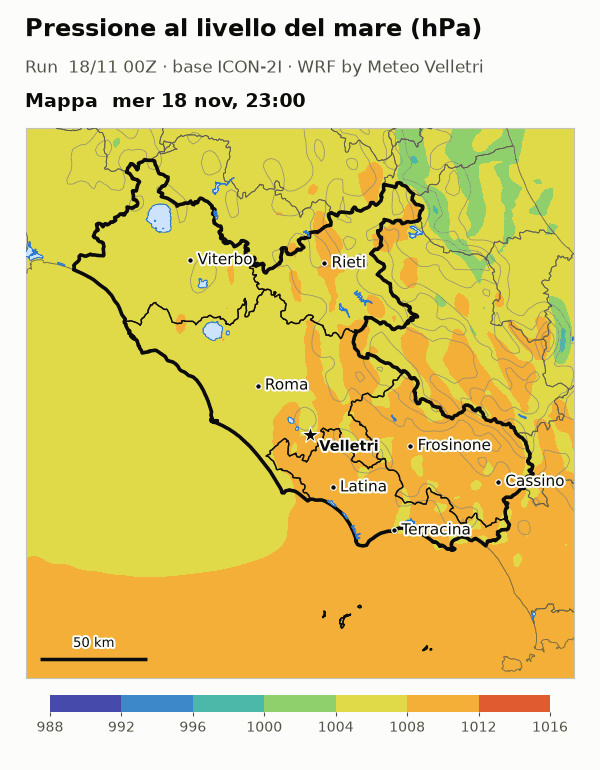 Pressione al livello del mare (hPa)
Run  18/11 00Z · base ICON-2I · WRF by Meteo Velletri
Mappa  mer 18 nov, 23:00
Viterbo
Rieti
Roma
Velletri
Frosinone
Latina
Cassino
Terracina
50 km
988 992 996 1000 1004 1008 1012 1016